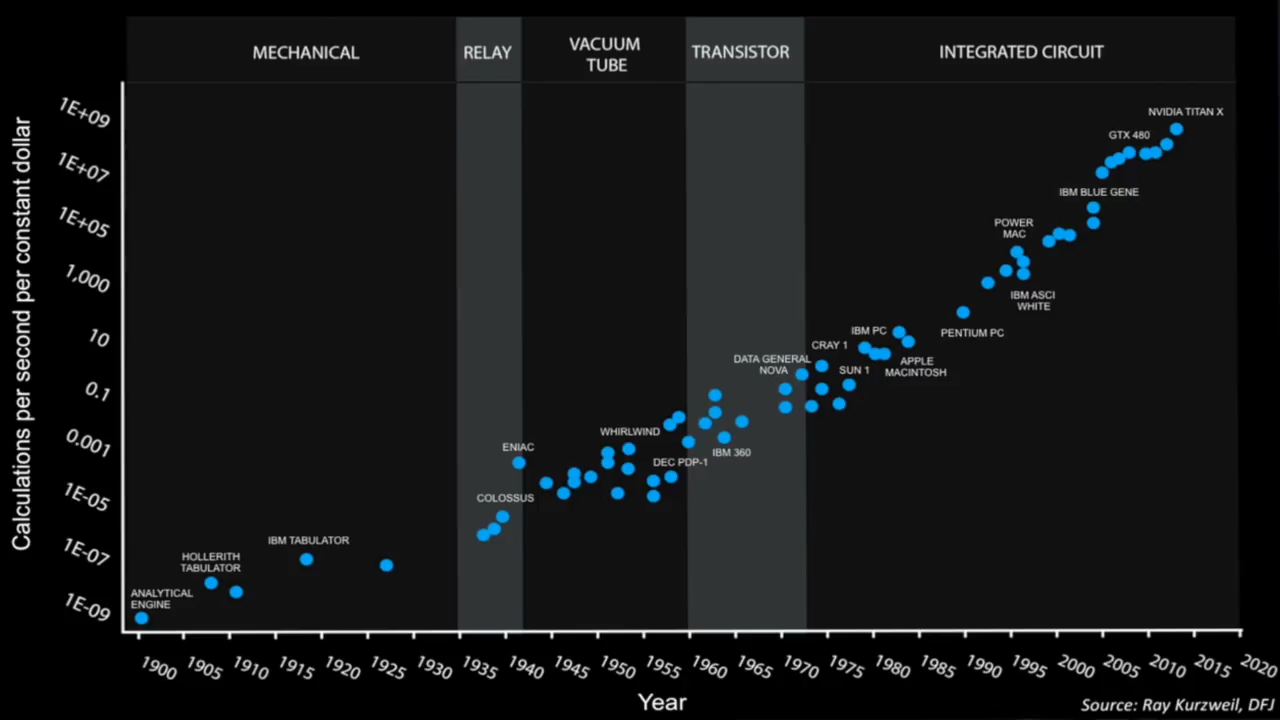 MECHANICAL
RELAY
VACUUM
TUBE
TRANSISTOR
INTEGRATED CIRCUIT
Calculations per second per constant dollar
1E+09
1E+07
1E+05
1,000
10
0.1
0.001
1E-05
1E-07
1E-09
NVIDIA TITAN X
GTX 480
IBM BLUE GENE
POWER
MAC
IBM ASCI
WHITE
PENTIUM PC
IBM PC
CRAY 1
APPLE
MACINTOSH
DATA GENERAL
NOVA
SUN 1
WHIRLWIND
ENIAC
DEC PDP-1
IBM 360
COLOSSUS
IBM TABULATOR
HOLLERITH
TABULATOR
ANALYTICAL
ENGINE
1900
1905
1910
1915
1920
1925
1930
1935
1940
1945
1950
1955
1960
1965
1970
1975
1980
1985
1990
1995
2000
2005
2010
2015
2020
Year
Source: Ray Kurzweil, DFJ